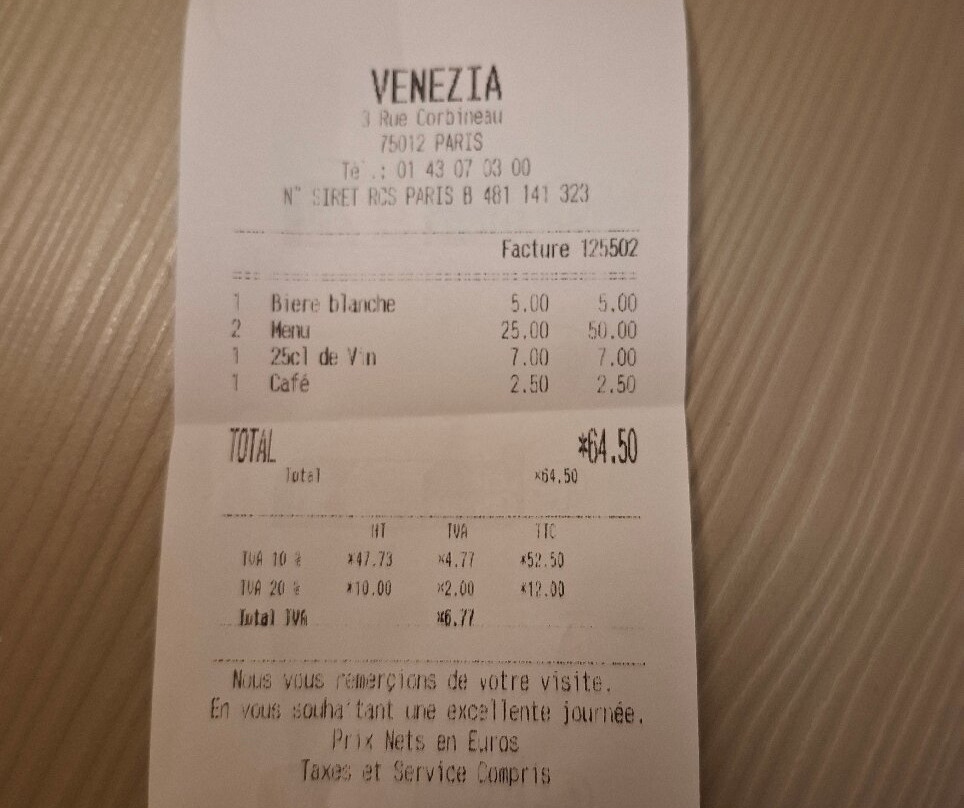 VENEZIA
3 Rue Corbineau
75012 PARIS
Tél.: 01 43 07 03 00
N° SIRET RCS PARIS B 481 141 323
Facture 125502
1 Biere blanche 5.00 5.00
2 Menu 25.00 50.00
1 25cl de Vin 7.00 7.00
1 Café 2.50 2.50
TOTAL *64.50
Total *64.50
HT TVA TTC
TVA 10 % *47.73 *4.77 *52.50
TVA 20 % *10.00 *2.00 *12.00
Total TVA *6.77
Nous vous remerçions de votre visite.
En vous souhaitant une excellente journée.
Prix Nets en Euros
Taxes et Service Compris